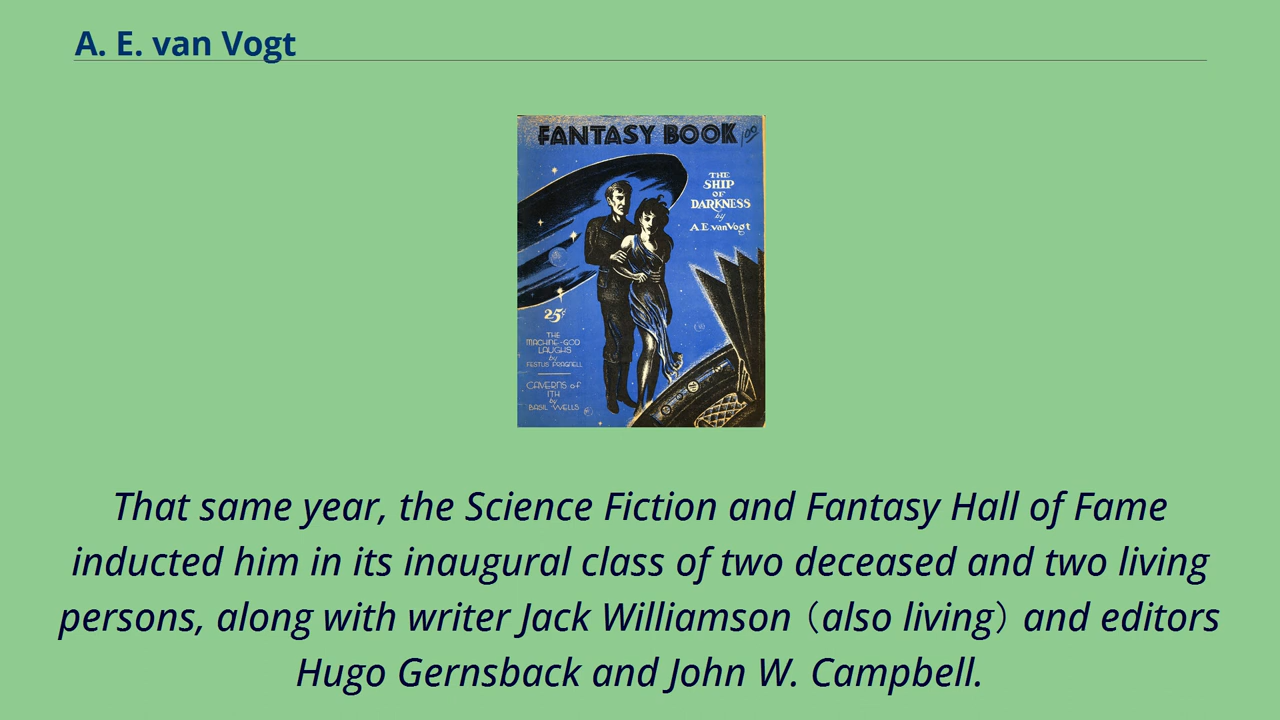 A. E. van Vogt
FANTASY BOOK
1.00
THE
SHIP
OF
DARKNESS
by
A.E. van Vogt
25¢
THE
MACHINE-GOD
LAUGHS
by
FESTUS PRAGNELL
CAVERNS of
ITH
by
BASIL WELLS
That same year, the Science Fiction and Fantasy Hall of Fame
inducted him in its inaugural class of two deceased and two living
persons, along with writer Jack Williamson (also living) and editors
Hugo Gernsback and John W. Campbell.